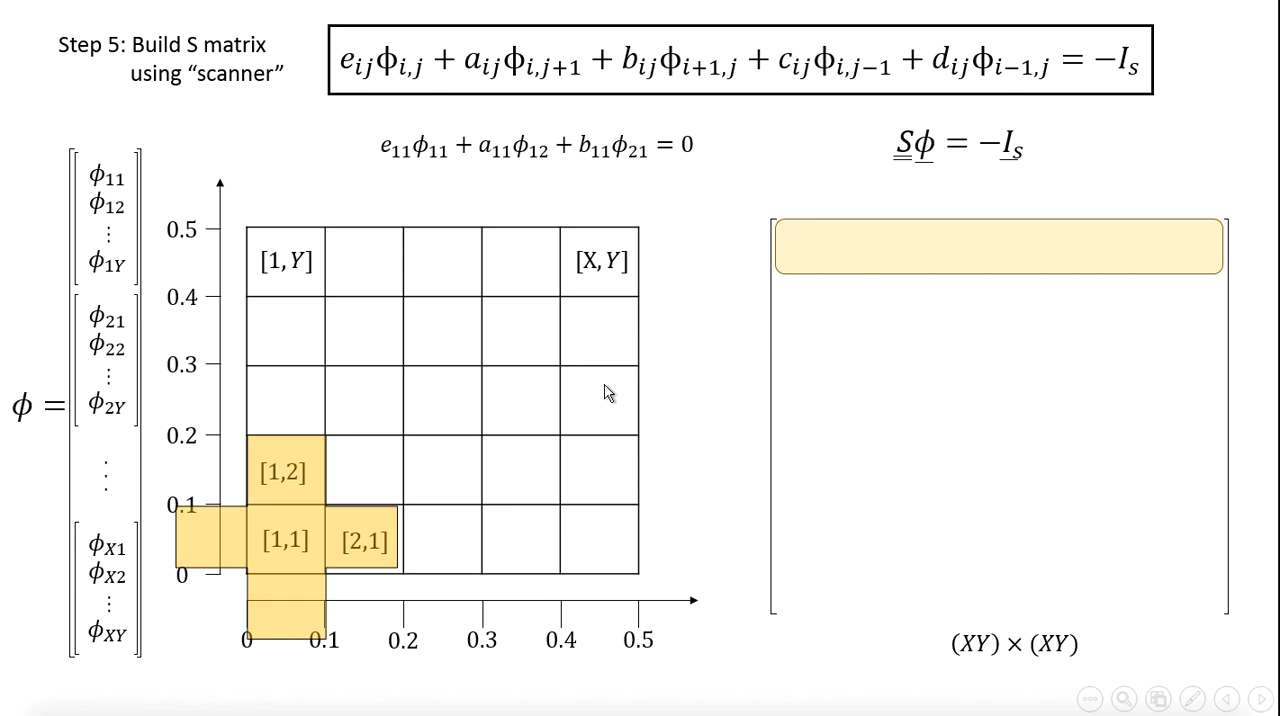 Step 5: Build S matrix
using “scanner”
e_{ij}ϕ_{i,j} + a_{ij}ϕ_{i,j+1} + b_{ij}ϕ_{i+1,j} + c_{ij}ϕ_{i,j−1} + d_{ij}ϕ_{i−1,j} = −I_s
e_{11}ϕ_{11} + a_{11}ϕ_{12} + b_{11}ϕ_{21} = 0
Sϕ = −I_s
ϕ =
ϕ_{11}
ϕ_{12}
⋮
ϕ_{1Y}
ϕ_{21}
ϕ_{22}
⋮
ϕ_{2Y}
⋮
ϕ_{X1}
ϕ_{X2}
⋮
ϕ_{XY}
0.5
0.4
0.3
0.2
0.1
0
[1, Y]
[X, Y]
[1,2]
[1,1]
[2,1]
0 0.1 0.2 0.3 0.4 0.5
(XY) × (XY)